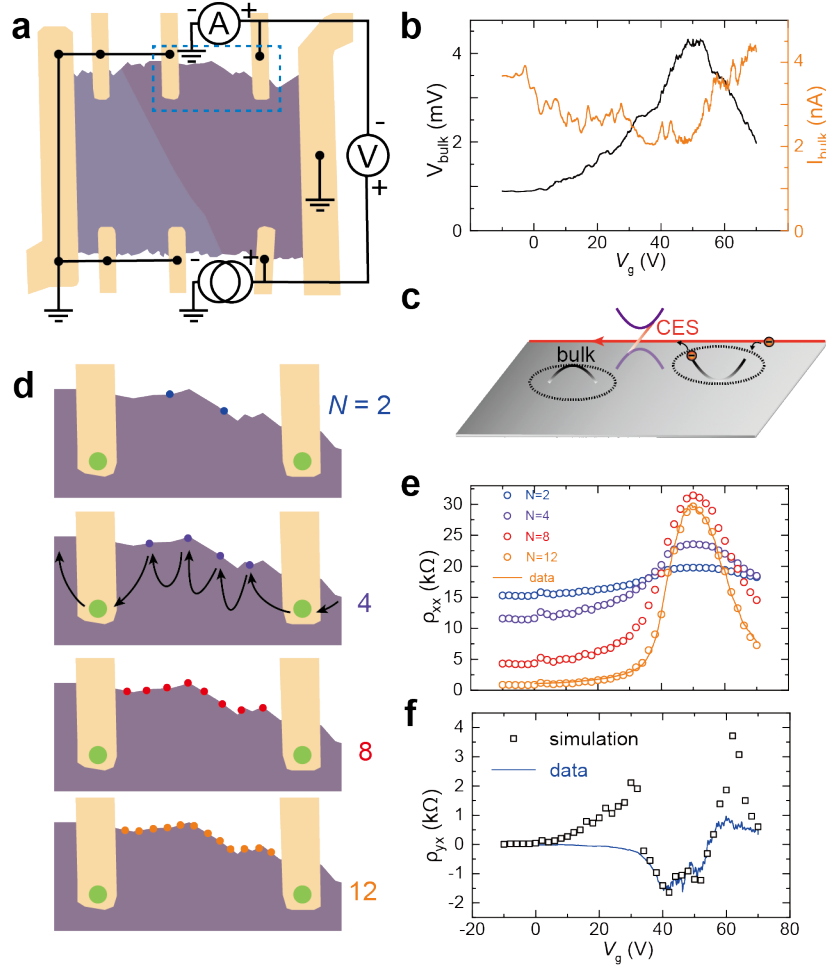 a
- A +
- V +
- +
b
4
2
0
V_bulk (mV)
4
2
0
I_bulk (nA)
0 20 40 60
V_g (V)
c
CES
bulk
d
N = 2
4
8
12
e
30
25
20
15
10
5
0
ρ_xx (kΩ)
N=2
N=4
N=8
N=12
data
f
4
3
2
1
0
-1
-2
ρ_yx (kΩ)
simulation
data
-20 0 20 40 60 80
V_g (V)